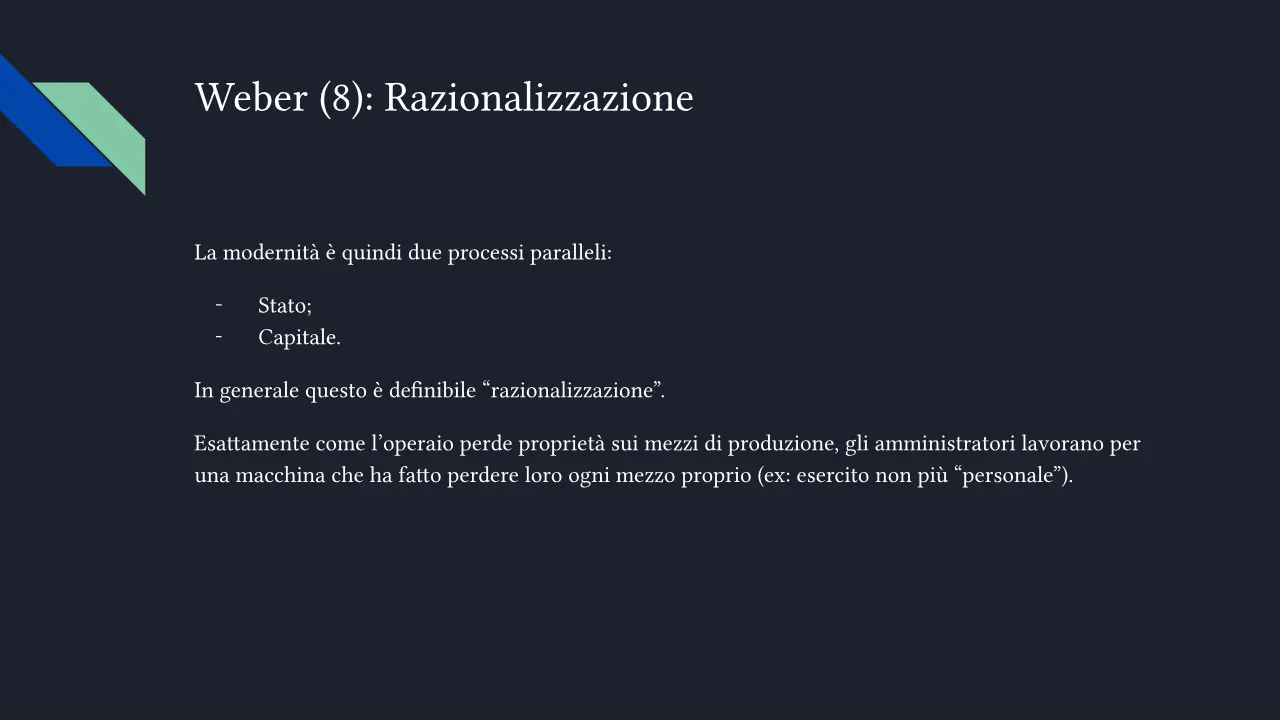 Weber (8): Razionalizzazione
La modernità è quindi due processi paralleli:
- Stato;
- Capitale.
In generale questo è definibile “razionalizzazione”.
Esattamente come l’operaio perde proprietà sui mezzi di produzione, gli amministratori lavorano per
una macchina che ha fatto perdere loro ogni mezzo proprio (ex: esercito non più “personale”).